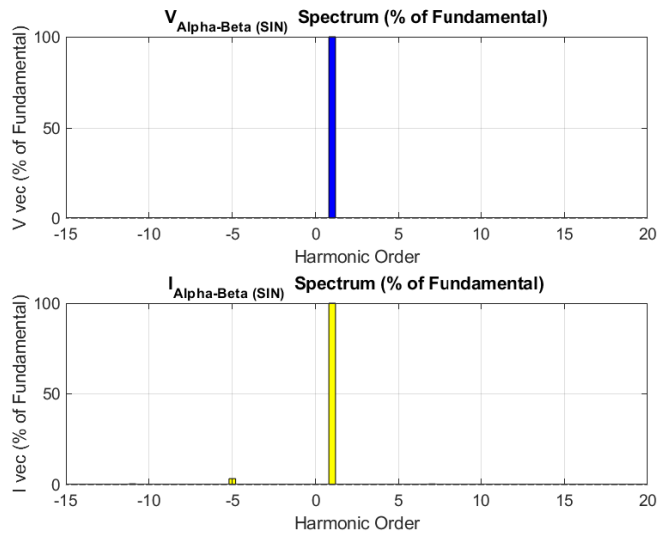 V Alpha-Beta (SIN) Spectrum (% of Fundamental)
V vec (% of Fundamental)
100
50
0
-15 -10 -5 0 5 10 15 20
Harmonic Order
I Alpha-Beta (SIN) Spectrum (% of Fundamental)
I vec (% of Fundamental)
100
50
0
-15 -10 -5 0 5 10 15 20
Harmonic Order